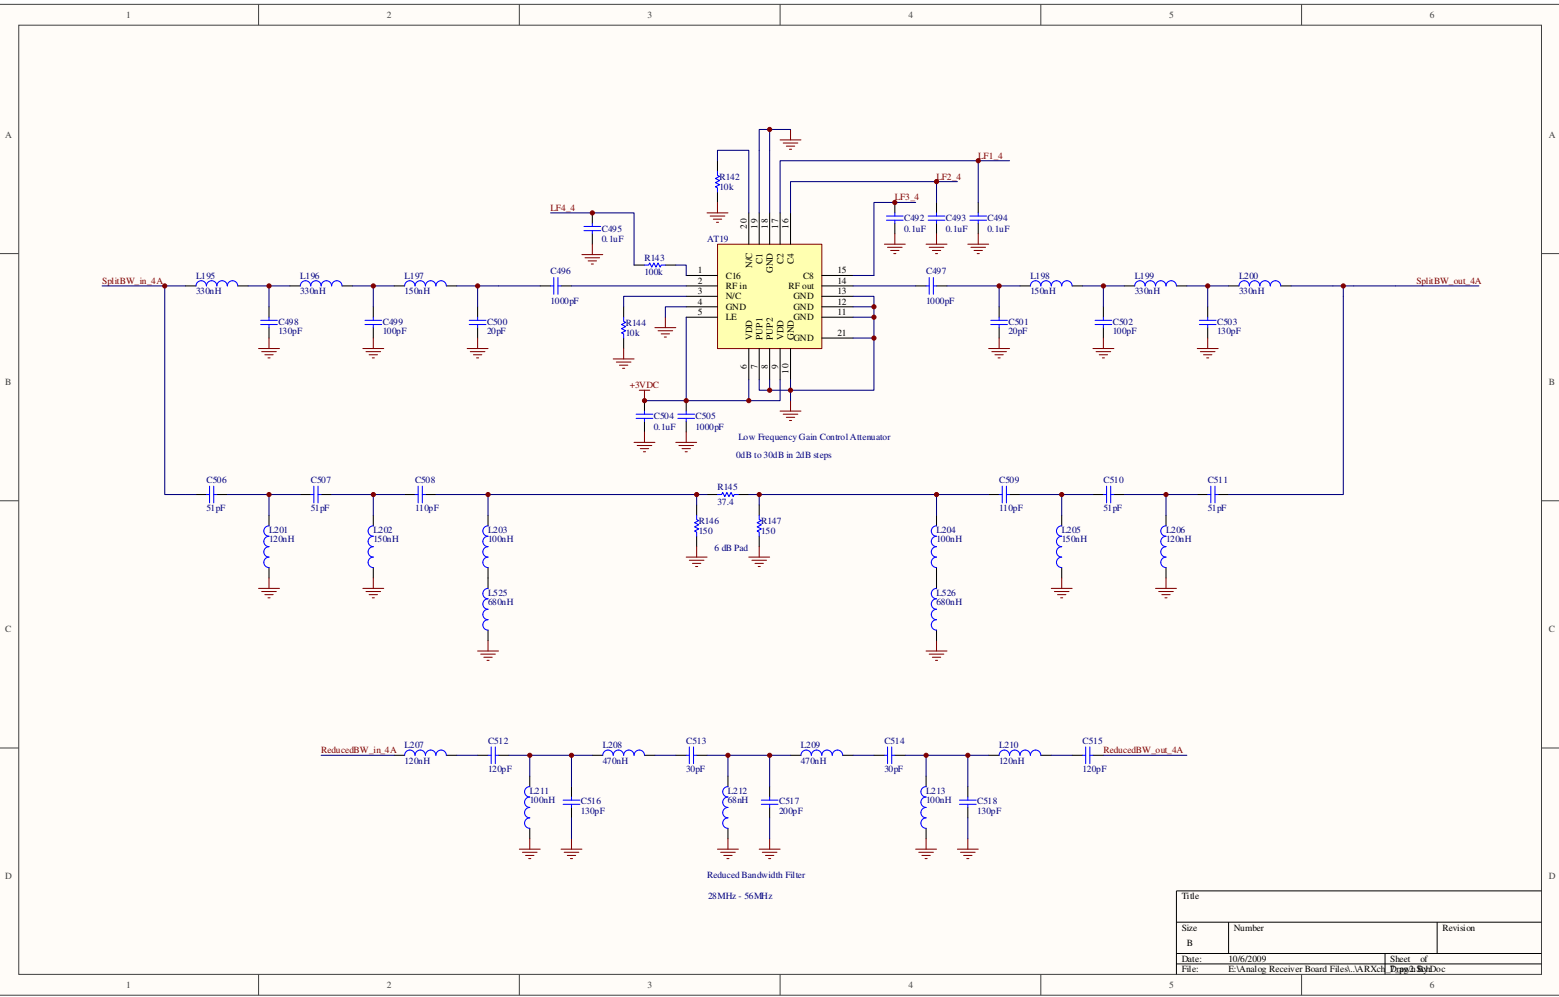 1 2 3 4 5 6
A A
LF1_4
R142
10k
LF2_4
LF3_4
LF4_4
C495
0.1uF
C492 C493 C494
0.1uF 0.1uF 0.1uF
20 19 18 17 16
AT19
N/C C1 GND C2 C4
R143
100k
1 C16 C8 15
2 RF in RF out 14
3 N/C GND 13
4 GND GND 12
5 LE GND 11
GND 21
VDD PUP1 PUP2 VDD GND
6 7 8 9 10
SplitBW_in_4A L195 L196 L197 C496 C497 L198 L199 L200 SplitBW_out_4A
330nH 330nH 150nH 1000pF 1000pF 150nH 330nH 330nH
C498 C499 C500 R144 C501 C502 C503
130pF 100pF 20pF 10k 20pF 100pF 130pF
B B
+3VDC
C504 C505
0.1uF 1000pF
Low Frequency Gain Control Attenuator
0dB to 30dB in 2dB steps
C506 C507 C508 R145 C509 C510 C511
51pF 51pF 110pF 37.4 110pF 51pF 51pF
R146 R147
150 150
L201 L202 L203 L204 L205 L206
120nH 150nH 100nH 100nH 150nH 120nH
6 dB Pad
L525 L526
680nH 680nH
C C
ReducedBW_in_4A L207 C512 L208 C513 L209 C514 L210 C515 ReducedBW_out_4A
120nH 120pF 470nH 30pF 470nH 30pF 120nH 120pF
L211 C516 L212 C517 L213 C518
100nH 130pF 68nH 200pF 100nH 130pF
Reduced Bandwidth Filter
28MHz - 56MHz
D D
Title
Size Number Revision
B
Date: 10/6/2009 Sheet of
File: E:\Analog Receiver Board Files\..\ARXch
1 2 3 4 5 6